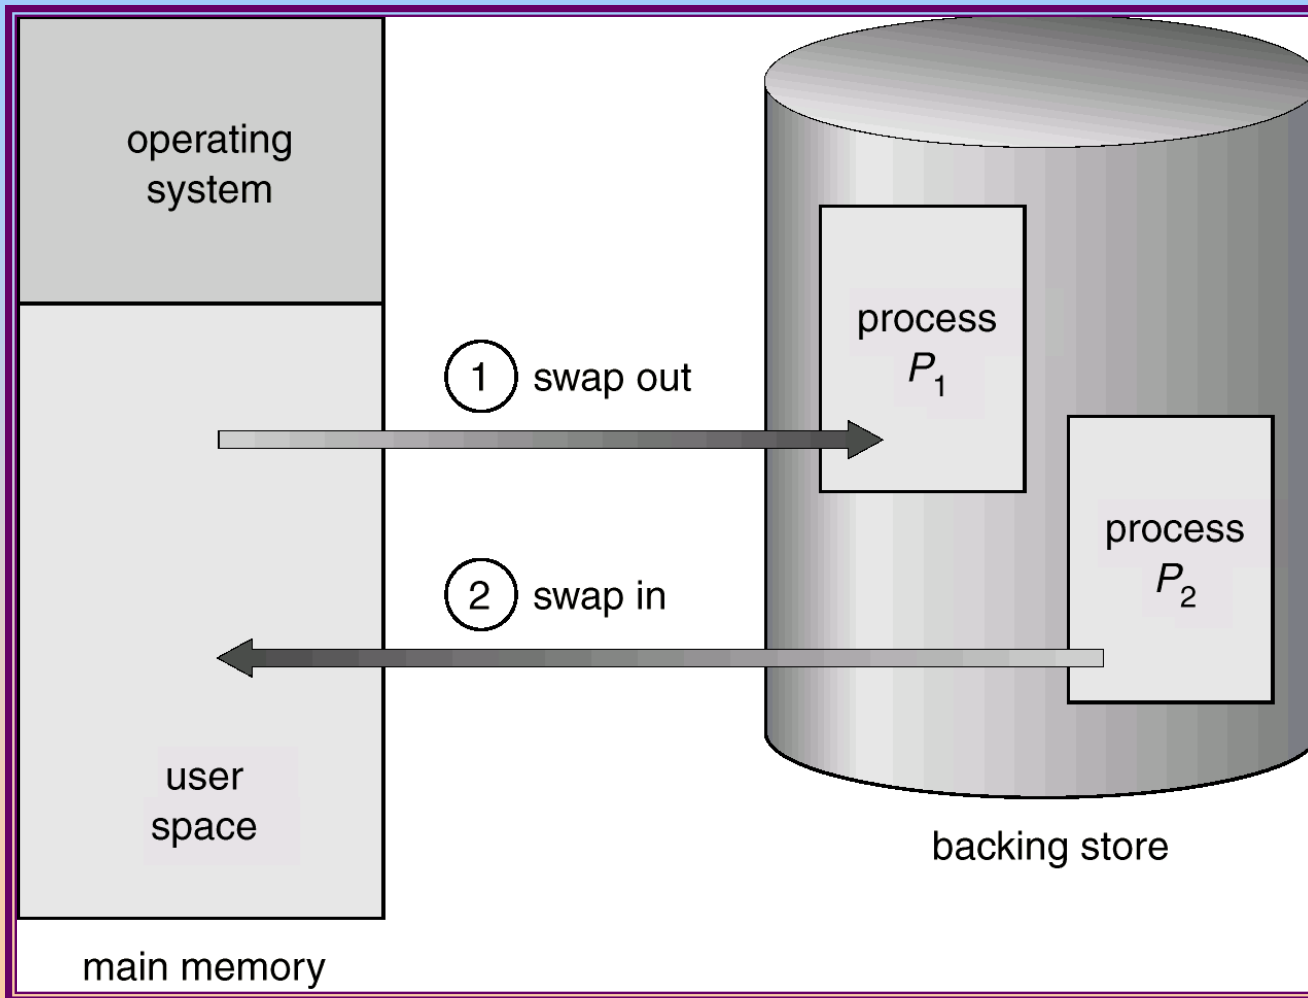 operating
system
process
P1
1 swap out
process
P2
2 swap in
user
space
backing store
main memory